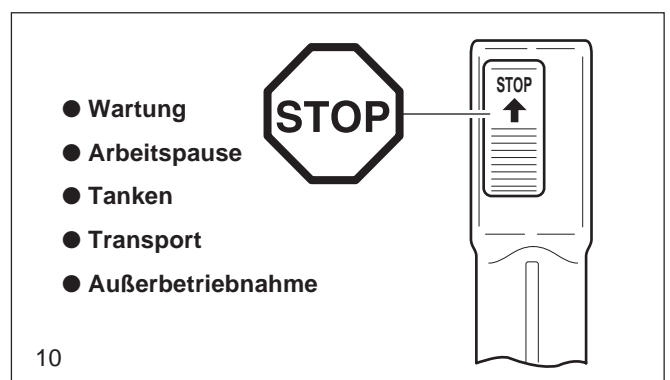 ● Wartung
● Arbeitspause
● Tanken
● Transport
● Außerbetriebnahme
STOP
STOP
10